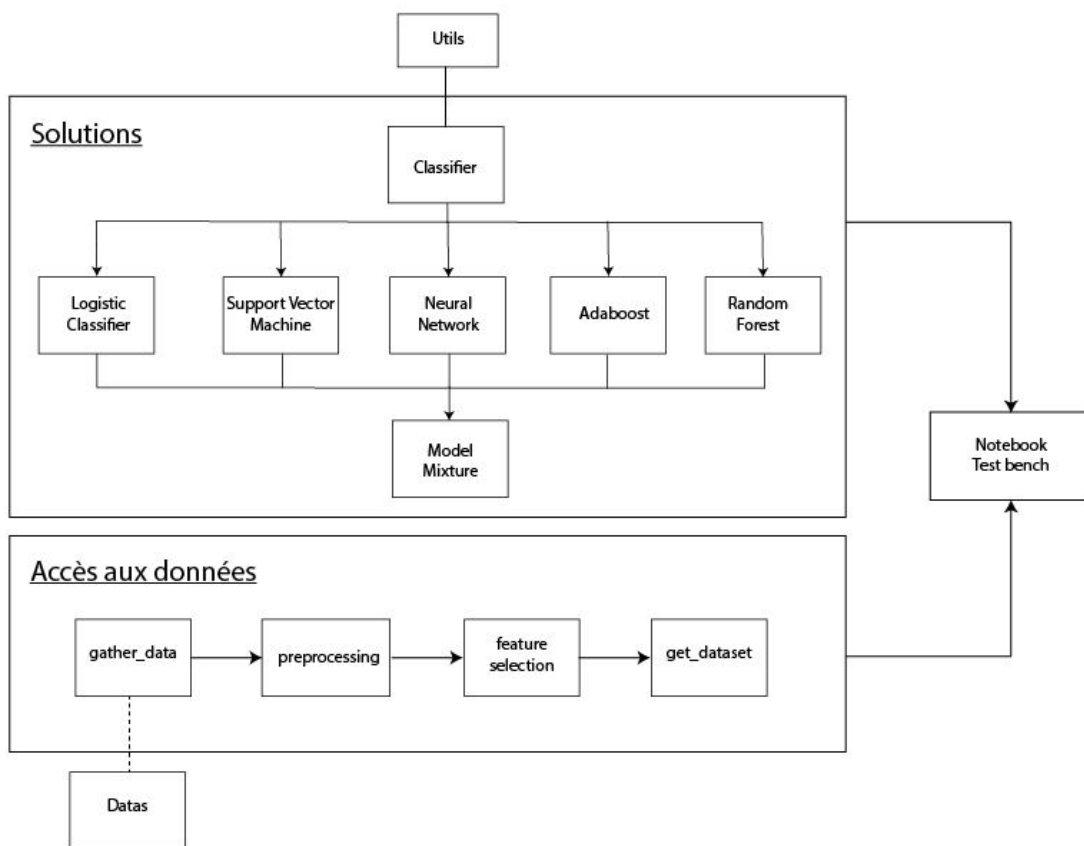 Utils
Solutions
Classifier
Logistic
Classifier
Support Vector
Machine
Neural
Network
Adaboost
Random
Forest
Model
Mixture
Notebook
Test bench
Accès aux données
gather_data
preprocessing
feature
selection
get_dataset
Datas